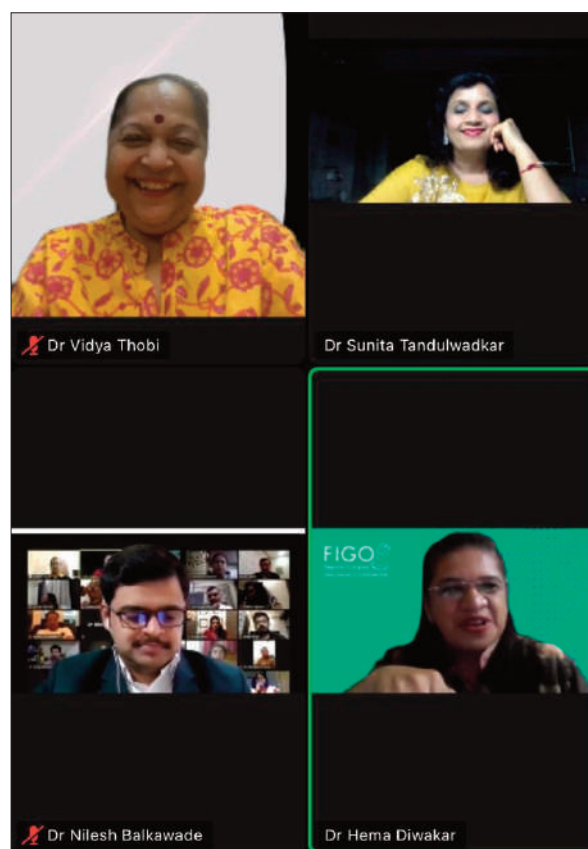 Dr Vidya Thobi
Dr Sunita Tandulwadkar
FIGO
Dr Nilesh Balkawade
Dr Hema Diwakar